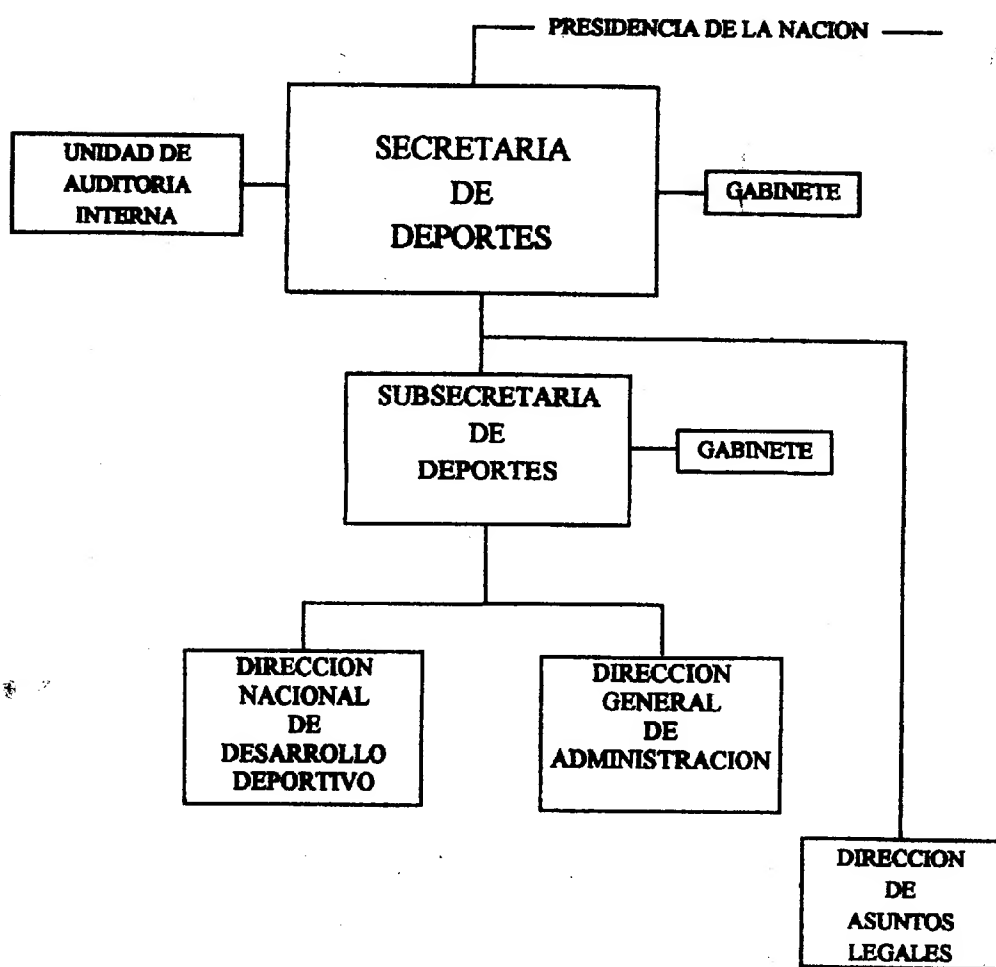 PRESIDENCIA DE LA NACION
UNIDAD DE
AUDITORIA
INTERNA
SECRETARIA
DE
DEPORTES
GABINETE
SUBSECRETARIA
DE
DEPORTES
GABINETE
DIRECCION
NACIONAL
DE
DESARROLLO
DEPORTIVO
DIRECCION
GENERAL
DE
ADMINISTRACION
DIRECCION
DE
ASUNTOS
LEGALES